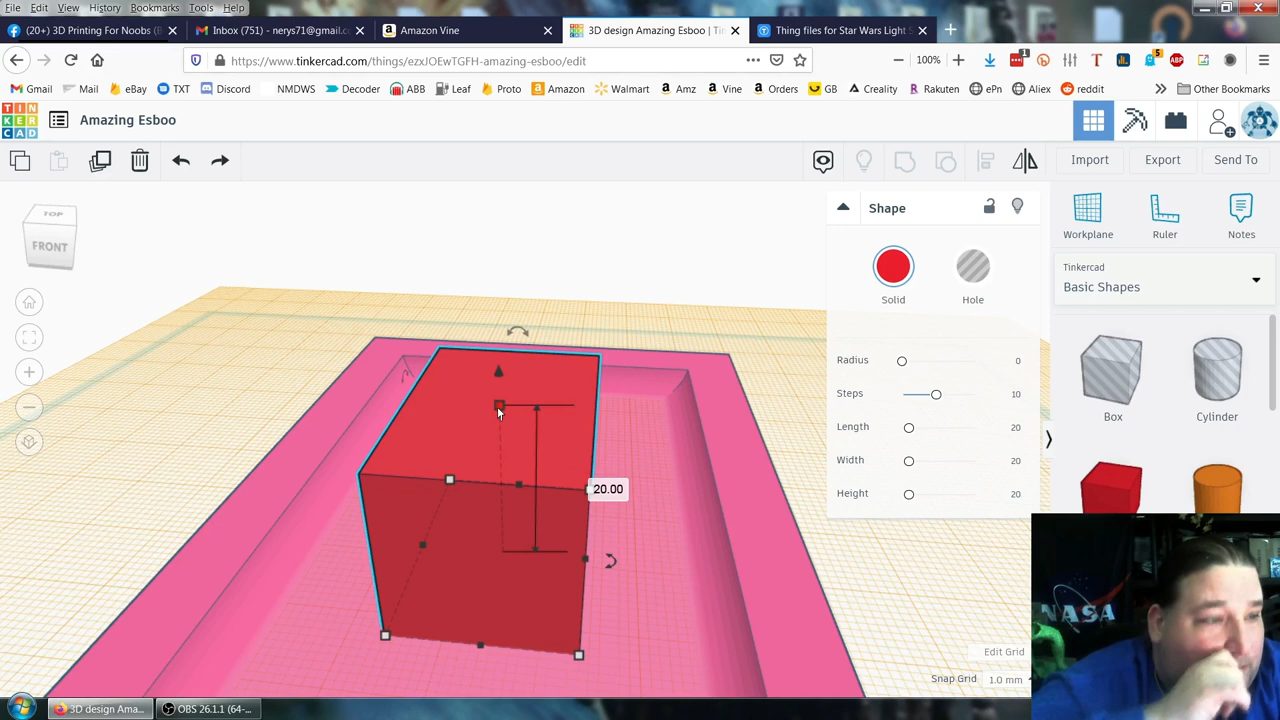 File Edit View History Bookmarks Tools Help
(20+) 3D Printing For Noobs (B
Inbox (751) - nerys71@gmail.co
Amazon Vine
3D design Amazing Esboo | Tin
Thing files for Star Wars Light S
https://www.tinkercad.com/things/ezxJOEwTGFH-amazing-esboo/edit
100%
1
5
ABP
Gmail Mail eBay TXT Discord NMDWS Decoder ABB Leaf Proto Amazon Walmart Amz Vine Orders GB Creality Rakuten ePn Aliex reddit Other Bookmarks
TIN
KER
CAD
Amazing Esboo
Import
Export
Send To
TOP
FRONT
Shape
Solid
Hole
Radius 0
Steps 10
Length 20
Width 20
Height 20
20.00
Workplane
Ruler
Notes
Tinkercad
Basic Shapes
Box
Cylinder
Edit Grid
Snap Grid 1.0 mm
NASA
3D design Ama...
OBS 26.1.1 (64-...